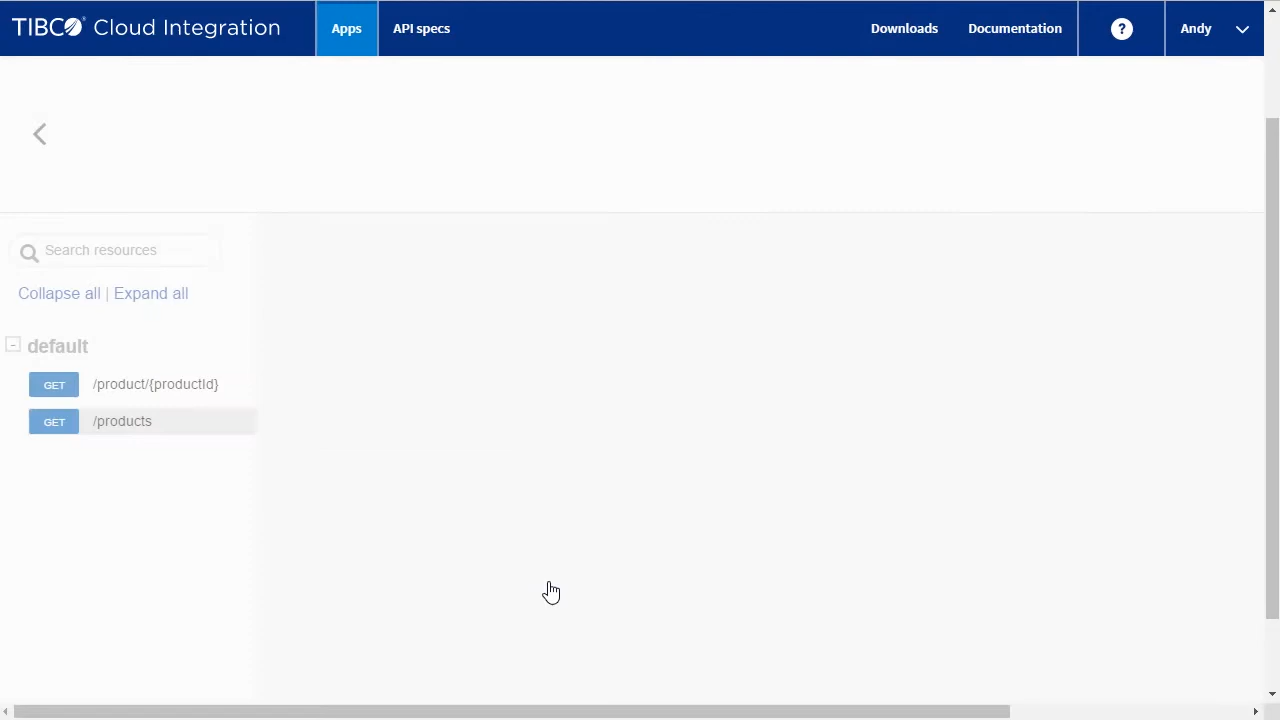 TIBCO® Cloud Integration Apps API specs Downloads Documentation ? Andy
Search resources
Collapse all | Expand all
- default
GET /product/{productId}
GET /products